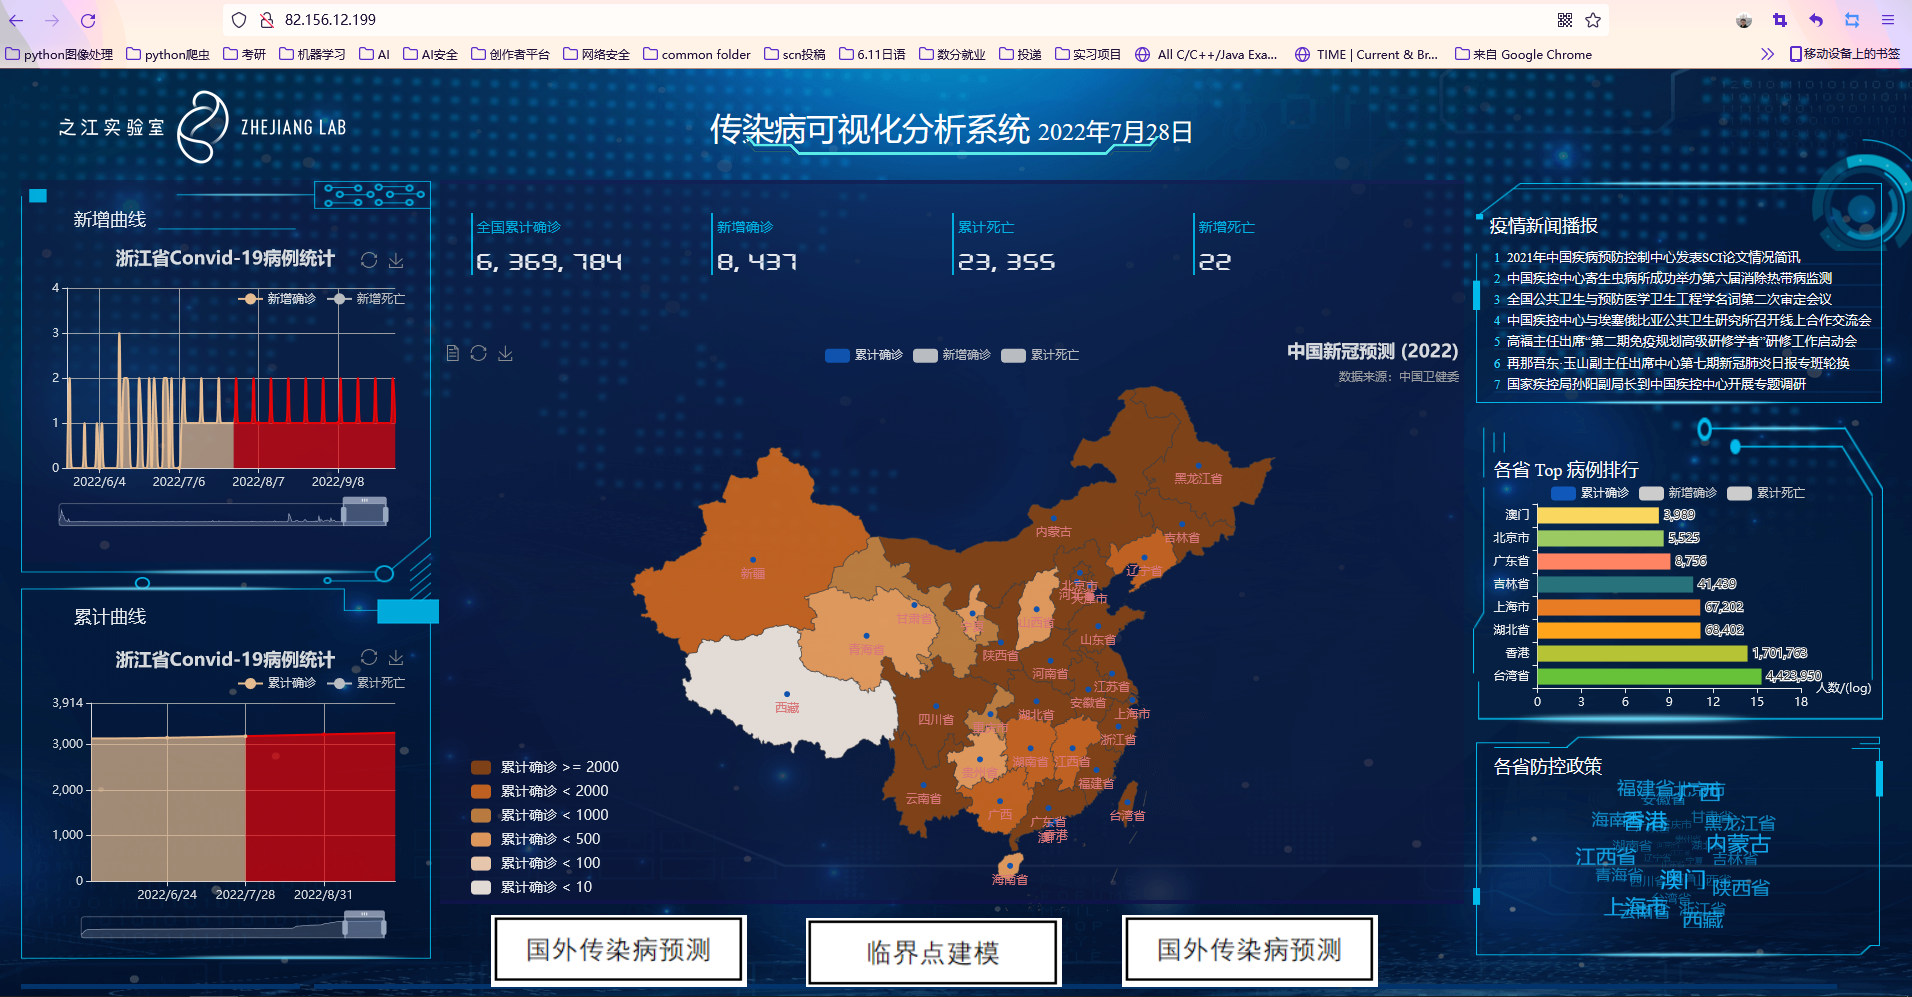 82.156.12.199
python图像处理 python爬虫 考研 机器学习 AI AI安全 创作者平台 网络安全 common folder scn投稿 6.11日语 数分就业 投递 实习项目 All C/C++/Java Exa... TIME | Current & Br... 来自 Google Chrome 移动设备上的书签
之江实验室 ZHEJIANG LAB
传染病可视化分析系统 2022年7月28日
新增曲线
浙江省Convid-19病例统计
新增确诊 新增死亡
4
3
2
1
0
2022/6/4 2022/7/6 2022/8/7 2022/9/8
累计曲线
浙江省Convid-19病例统计
累计确诊 累计死亡
3,914
3,000
2,000
1,000
0
2022/6/24 2022/7/28 2022/8/31
全国累计确诊 新增确诊 累计死亡 新增死亡
6,369,784 8,437 23,355 22
累计确诊 新增确诊 累计死亡
中国新冠预测 (2022)
数据来源：中国卫健委
黑龙江省
内蒙古
吉林省
新疆
辽宁省
北京市
河北省
天津市
甘肃省
宁夏
山西省
山东省
青海省
陕西省
河南省
江苏省
安徽省
西藏
四川省
重庆市
湖北省
上海市
浙江省
湖南省
江西省
贵州省
福建省
云南省
广西
广东省
台湾省
香港
澳门
海南省
累计确诊 >= 2000
累计确诊 < 2000
累计确诊 < 1000
累计确诊 < 500
累计确诊 < 100
累计确诊 < 10
国外传染病预测 临界点建模 国外传染病预测
疫情新闻播报
1 2021年中国疾病预防控制中心发表SCI论文情况简讯
2 中国疾控中心寄生虫病所成功举办第六届消除热带病监测
3 全国公共卫生与预防医学卫生工程学名词第二次审定会议
4 中国疾控中心与埃塞俄比亚公共卫生研究所召开线上合作交流会
5 高福主任出席“第二期免疫规划高级研修学者”研修工作启动会
6 再那吾东·玉山副主任出席中心第七期新冠肺炎日报专班轮换
7 国家疾控局孙阳副局长到中国疾控中心开展专题调研
各省 Top 病例排行
累计确诊 新增确诊 累计死亡
澳门 3,989
北京市 5,525
广东省 8,756
吉林省 41,439
上海市 67,202
湖北省 68,402
香港 1,701,763
台湾省 4,423,950
人数/(log)
0 3 6 9 12 15 18
各省防控政策
福建省 北京市 广西
安徽省
海南省 香港 重庆市 甘肃省 黑龙江省
湖南省 内蒙古
江西省 辽宁省 宁夏 吉林省
青海省 四川省 澳门 山西省 陕西省
台湾省
上海市 云南省 浙江省 西藏